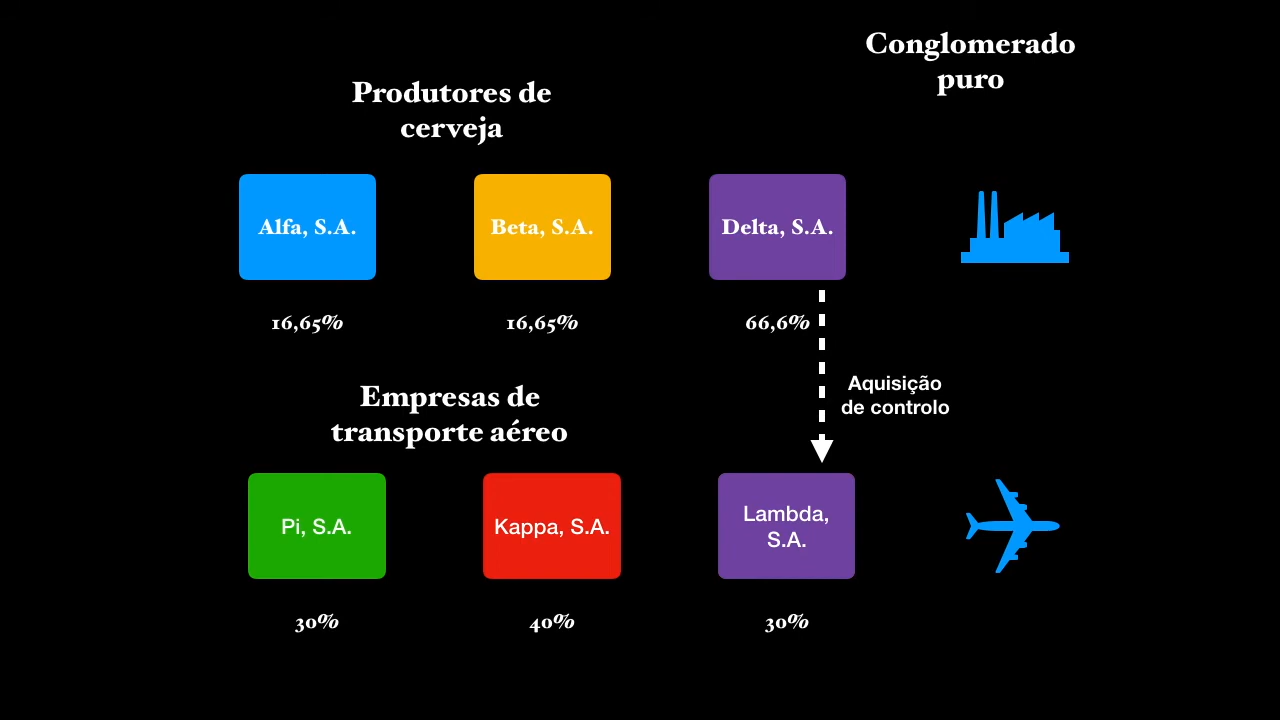 Conglomerado
puro
Produtores de
cerveja
Alfa, S.A.
Beta, S.A.
Delta, S.A.
16,65%
16,65%
66,6%
Aquisição
de controlo
Empresas de
transporte aéreo
Pi, S.A.
Kappa, S.A.
Lambda,
S.A.
30%
40%
30%